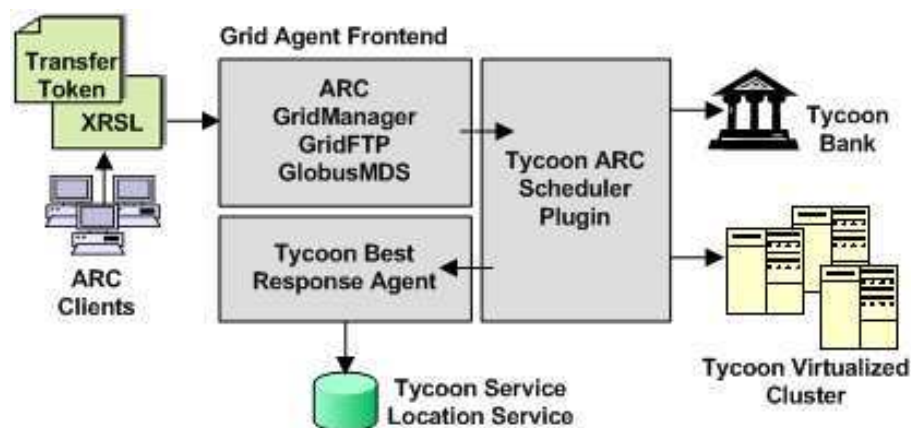 Transfer
Token
XRSL
ARC
Clients
Grid Agent Frontend
ARC
GridManager
GridFTP
GlobusMDS
Tycoon Best
Response Agent
Tycoon ARC
Scheduler
Plugin
Tycoon
Bank
Tycoon Virtualized
Cluster
Tycoon Service
Location Service